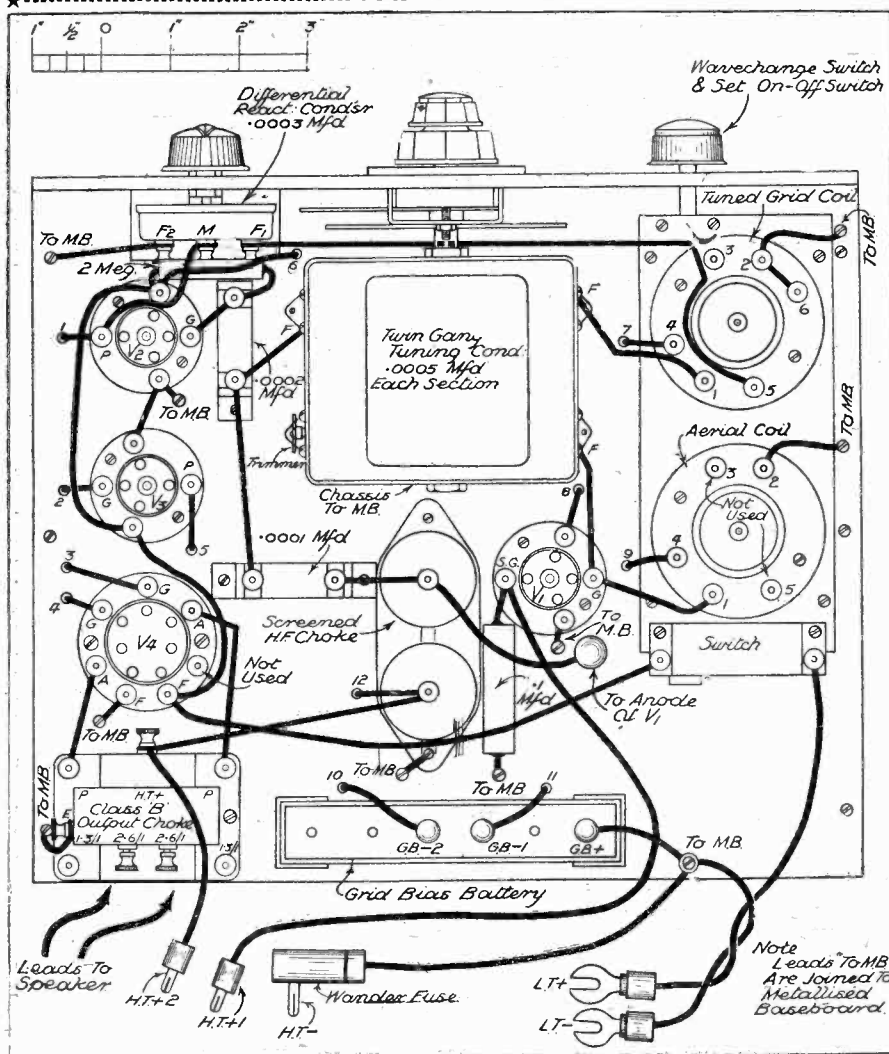 1" ½" 0 1" 2" 3"
Wavechange Switch
& Set On-Off Switch
Differential
React. Condsr
.0003 Mfd
Tuned Grid Coil
To M.B.
F2 M F1
To MB.
2 Meg.
6
3
2
6
7
4
1
5
F
F
Twin Gang
Tuning Cond.
.0005 Mfd
Each Section
1
P
V2
G
.0002
Mfd
To M.B.
To MB.
Aerial Coil
F
Trimmer
Chassis
To MB.
2
G
V3
P
5
3
2
Not
Used
8
9
4
1
5
3
4
.0001 Mfd
S.G.
V1
G
G
G
A
V4
A
F
F
Not
Used
Screened
H.F Choke
To
M.B.
Switch
To Anode
Of V1
.1
Mfd
12
To MB.
To MB
To MB
To MB
P H.T+ P
Class 'B'
Output Choke
E
1·3/1 2·6/1 2·6/1 1·3/1
10
11
G.B-2 G.B-1 G.B+
To MB.
Grid Bias Battery
Leads To
Speaker
H.T+2
H.T+1
Wander Fuse.
H.T-
L.T+
L.T-
Note
Leads "To MB"
Are Joined To
Metallised
Baseboard.